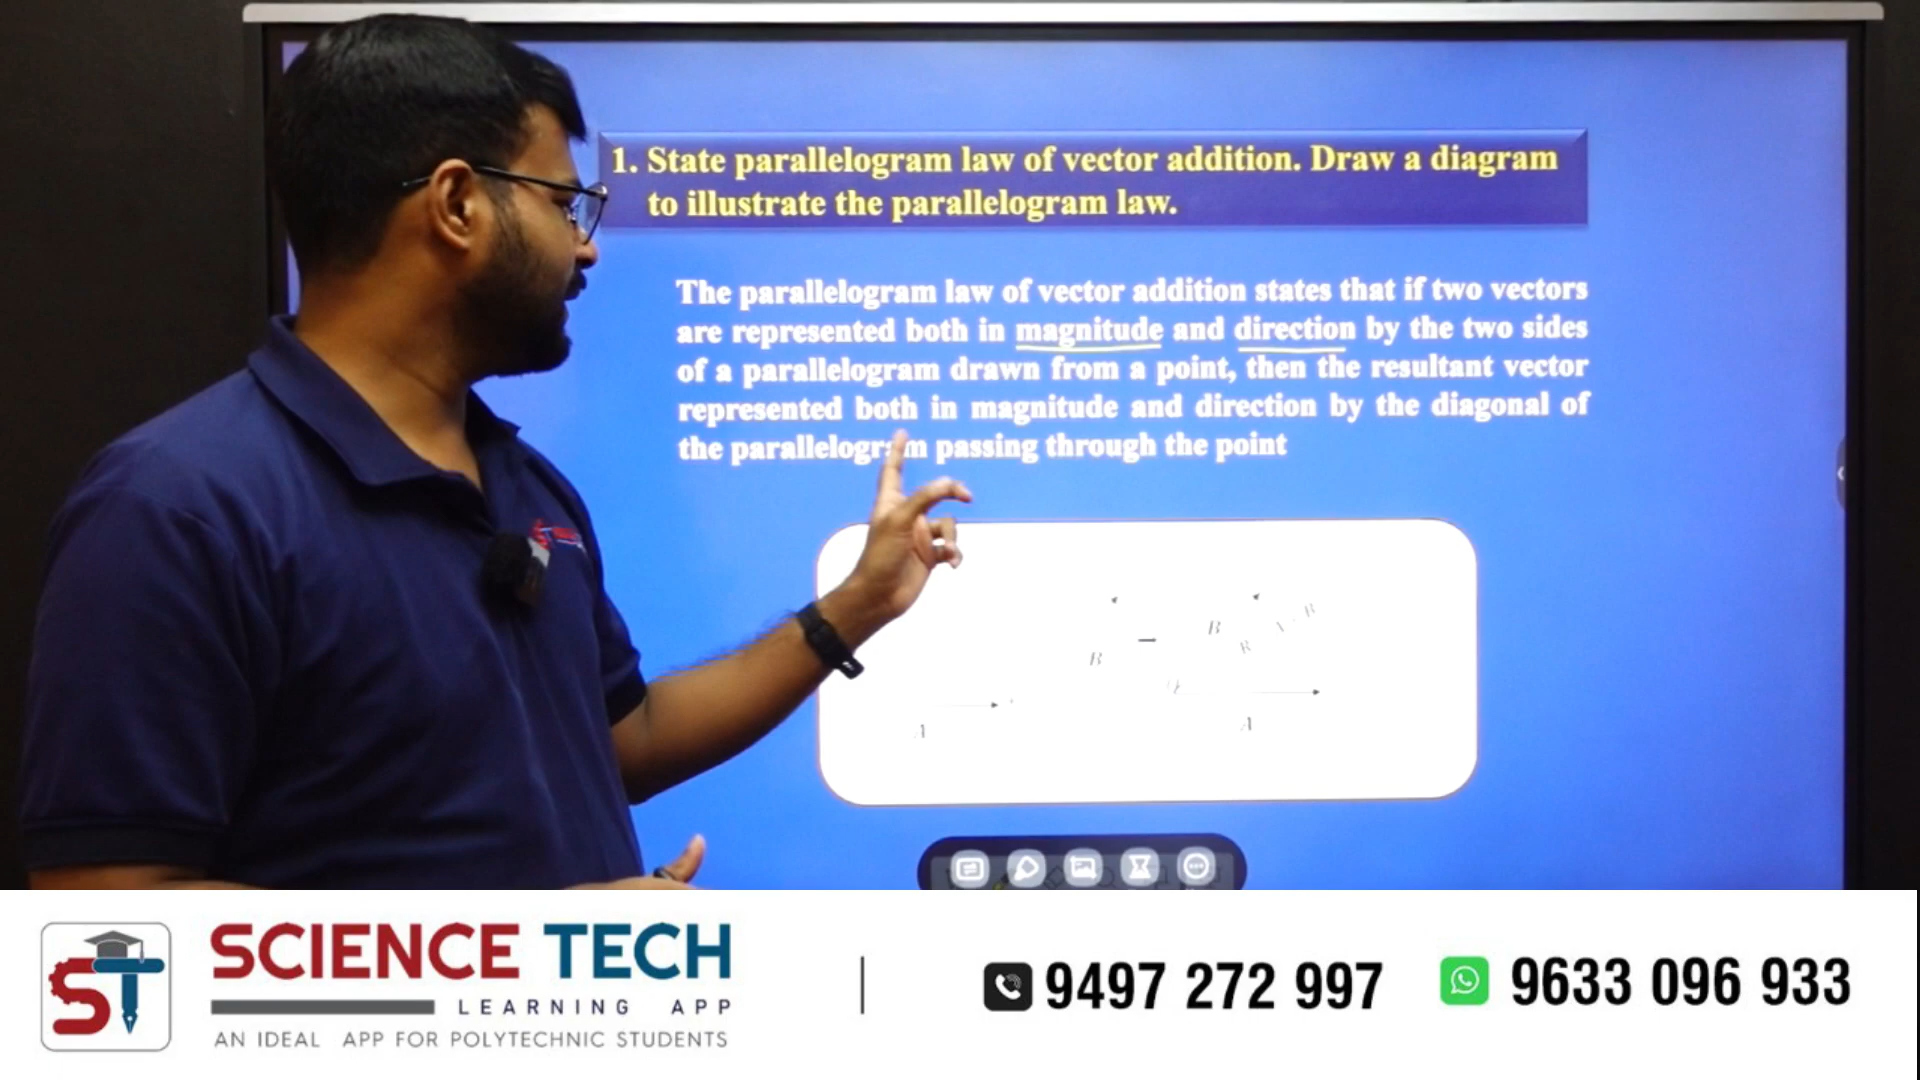 1. State parallelogram law of vector addition. Draw a diagram
to illustrate the parallelogram law.
The parallelogram law of vector addition states that if two vectors
are represented both in magnitude and direction by the two sides
of a parallelogram drawn from a point, then the resultant vector
represented both in magnitude and direction by the diagonal of
the parallelogram passing through the point
B
B
R
A
A
ST
SCIENCE TECH
LEARNING APP
AN IDEAL APP FOR POLYTECHNIC STUDENTS
9497 272 997
9633 096 933